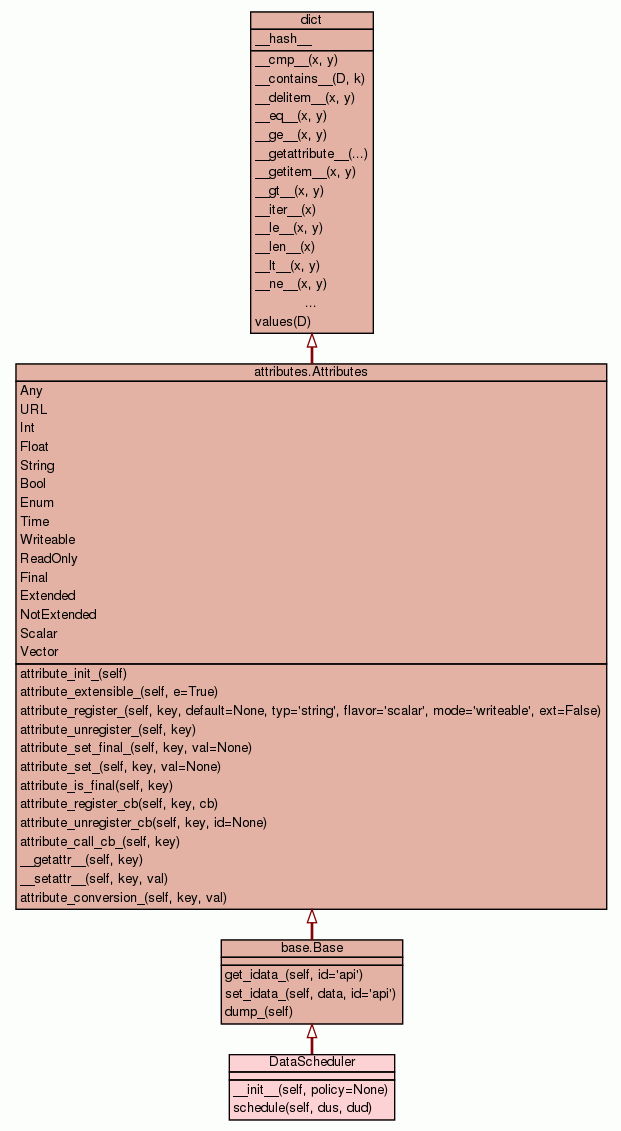 dict
__hash__
__cmp__(x, y)
__contains__(D, k)
__delitem__(x, y)
__eq__(x, y)
__ge__(x, y)
__getattribute__(...)
__getitem__(x, y)
__gt__(x, y)
__iter__(x)
__le__(x, y)
__len__(x)
__lt__(x, y)
__ne__(x, y)
...
values(D)
attributes.Attributes
Any
URL
Int
Float
String
Bool
Enum
Time
Writeable
ReadOnly
Final
Extended
NotExtended
Scalar
Vector
attribute_init_(self)
attribute_extensible_(self, e=True)
attribute_register_(self, key, default=None, typ='string', flavor='scalar', mode='writeable', ext=False)
attribute_unregister_(self, key)
attribute_set_final_(self, key, val=None)
attribute_set_(self, key, val=None)
attribute_is_final(self, key)
attribute_register_cb(self, key, cb)
attribute_unregister_cb(self, key, id=None)
attribute_call_cb_(self, key)
__getattr__(self, key)
__setattr__(self, key, val)
attribute_conversion_(self, key, val)
base.Base
get_idata_(self, id='api')
set_idata_(self, data, id='api')
dump_(self)
DataScheduler
__init__(self, policy=None)
schedule(self, dus, dud)